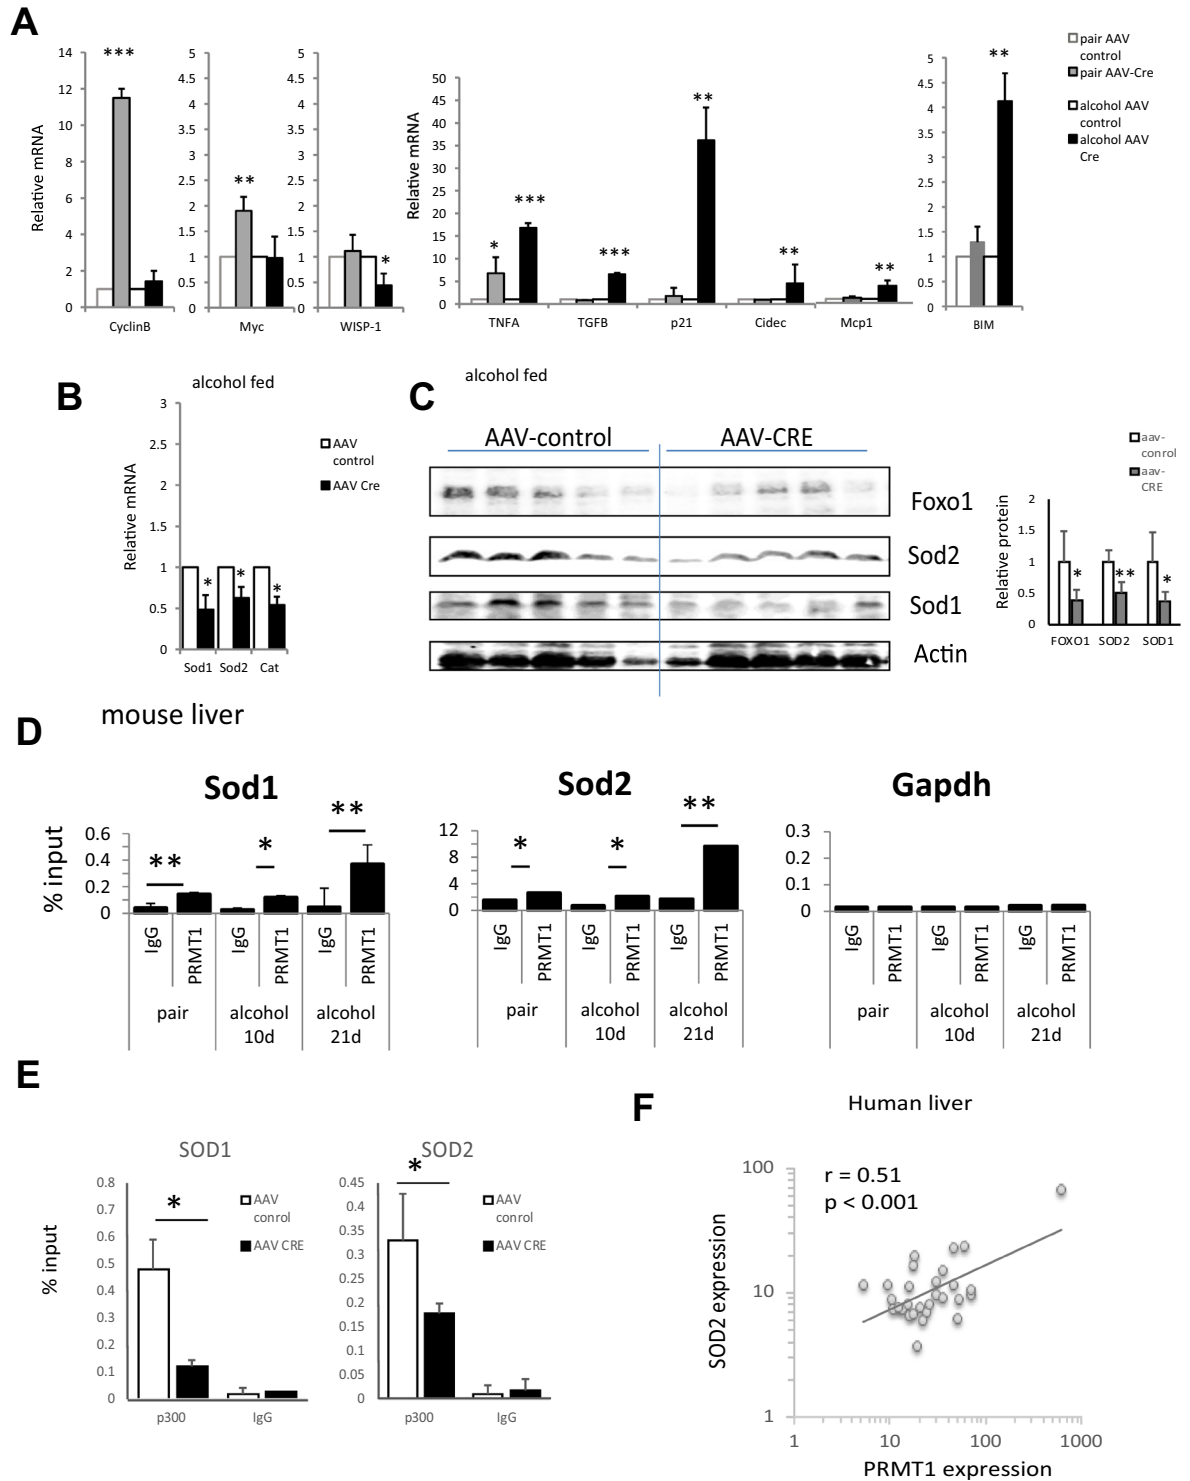 A
Relative mRNA
14
12
10
8
6
4
2
0
***
CyclinB
5
4.5
4
3.5
3
2.5
2
1.5
1
0.5
0
**
Myc
5
4.5
4
3.5
3
2.5
2
1.5
1
0.5
0
*
WISP-1
Relative mRNA
50
45
40
35
30
25
20
15
10
5
0
*
***
***
**
**
**
TNFA
TGFB
p21
Cidec
Mcp1
5
4.5
4
3.5
3
2.5
2
1.5
1
0.5
0
**
BIM
pair AAV
control
pair AAV-Cre
alcohol AAV
control
alcohol AAV
Cre
B
alcohol fed
Relative mRNA
3
2.5
2
1.5
1
0.5
0
*
*
*
Sod1
Sod2
Cat
AAV
control
AAV Cre
C
alcohol fed
AAV-control
AAV-CRE
Foxo1
Sod2
Sod1
Actin
Relative protein
2
1.5
1
0.5
0
*
**
*
FOXO1
SOD2
SOD1
aav-
conrol
aav-
CRE
D
mouse liver
Sod1
% input
0.6
0.4
0.2
0
**
*
**
IgG
PRMT1
IgG
PRMT1
IgG
PRMT1
pair
alcohol
10d
alcohol
21d
Sod2
12
8
4
0
*
*
**
IgG
PRMT1
IgG
PRMT1
IgG
PRMT1
pair
alcohol
10d
alcohol
21d
Gapdh
0.3
0.2
0.1
0
IgG
PRMT1
IgG
PRMT1
IgG
PRMT1
pair
alcohol
10d
alcohol
21d
E
SOD1
% input
0.8
0.7
0.6
0.5
0.4
0.3
0.2
0.1
0
*
p300
IgG
AAV
conrol
AAV CRE
SOD2
0.45
0.4
0.35
0.3
0.25
0.2
0.15
0.1
0.05
0
*
p300
IgG
AAV
conrol
AAV CRE
F
Human liver
r = 0.51
p < 0.001
SOD2 expression
100
10
1
1
10
100
1000
PRMT1 expression